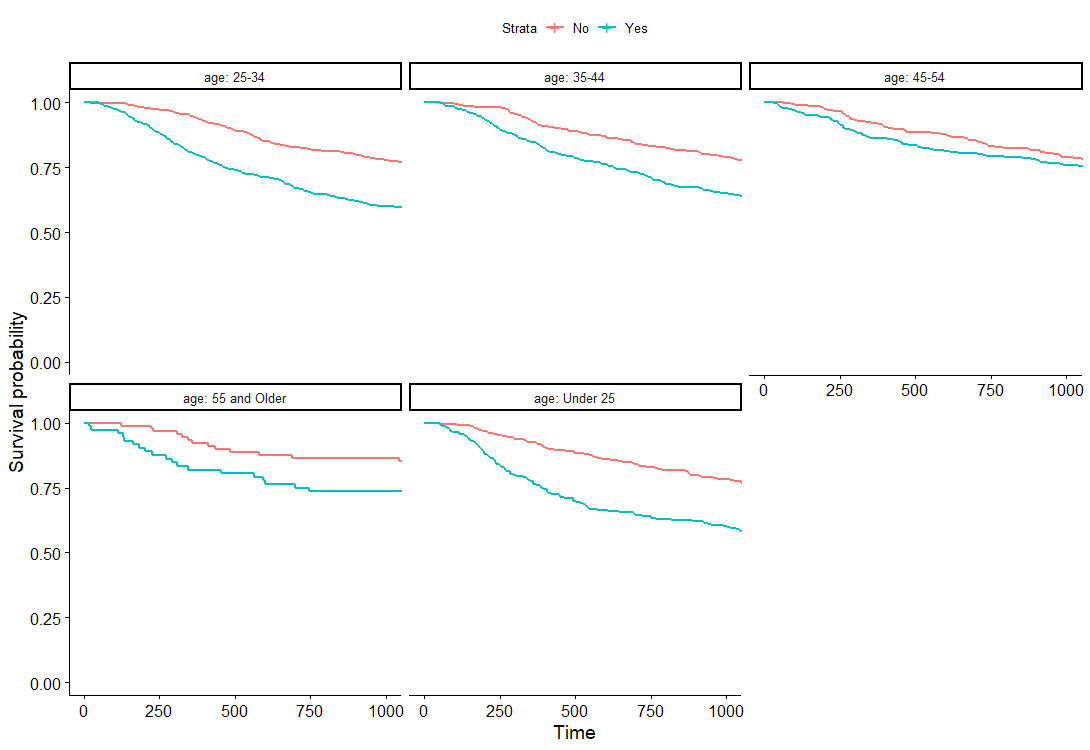 Strata No Yes
age: 25-34
age: 35-44
age: 45-54
1.00
0.75
0.50
0.25
0.00
0 250 500 750 1000
age: 55 and Older
age: Under 25
1.00
0.75
0.50
0.25
0.00
0 250 500 750 1000
0 250 500 750 1000
Survival probability
Time